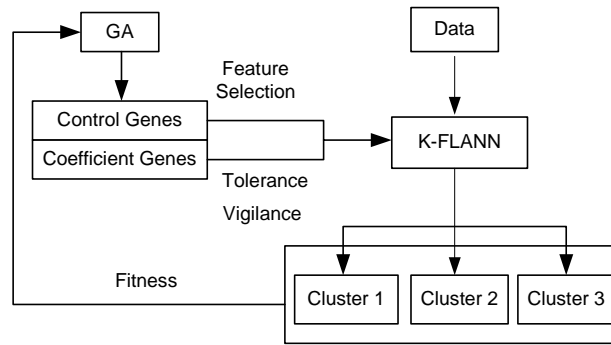 GA
Data
Feature
Selection
Control Genes
Coefficient Genes
K-FLANN
Tolerance
Vigilance
Fitness
Cluster 1
Cluster 2
Cluster 3